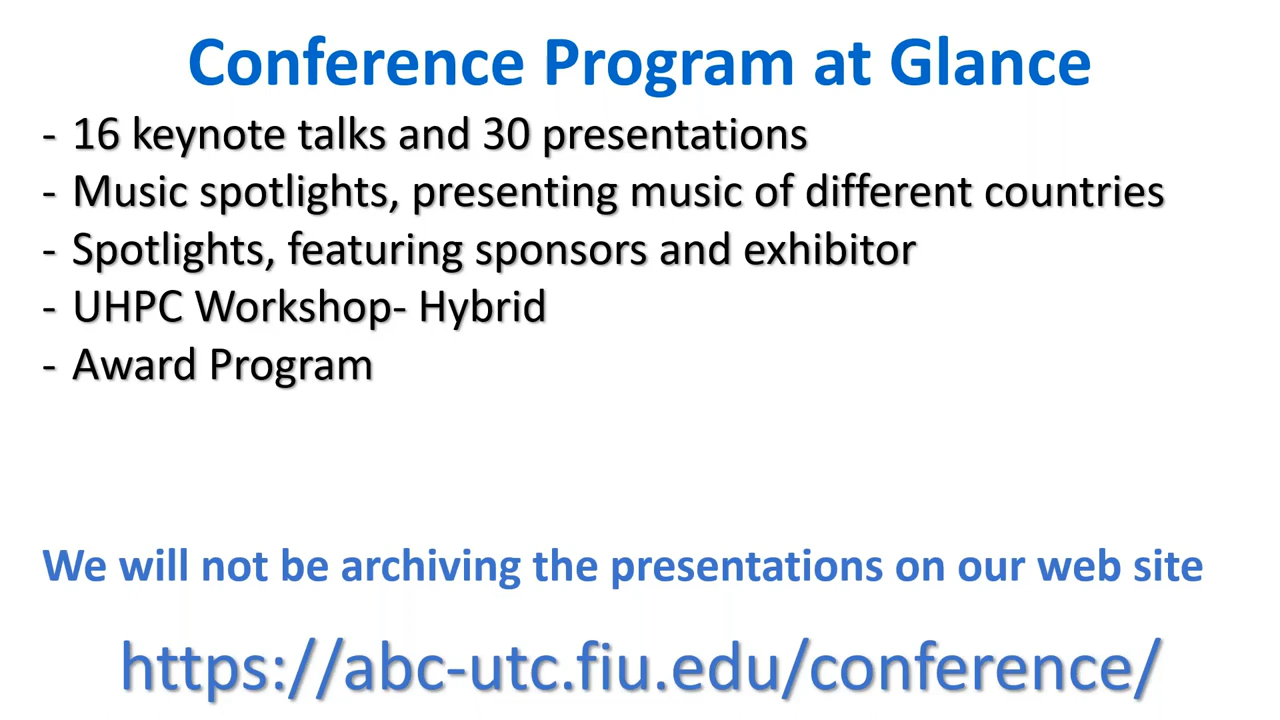 Conference Program at Glance
- 16 keynote talks and 30 presentations
- Music spotlights, presenting music of different countries
- Spotlights, featuring sponsors and exhibitor
- UHPC Workshop- Hybrid
- Award Program
We will not be archiving the presentations on our web site
https://abc-utc.fiu.edu/conference/